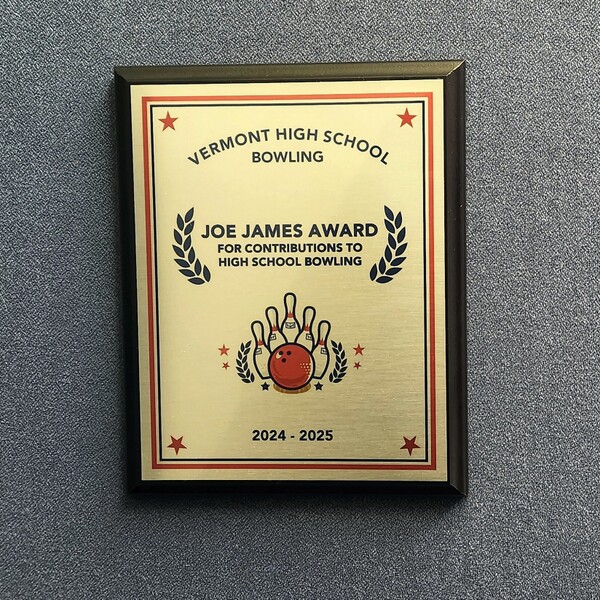 VERMONT HIGH SCHOOL
BOWLING
JOE JAMES AWARD
FOR CONTRIBUTIONS TO
HIGH SCHOOL BOWLING
2024 - 2025